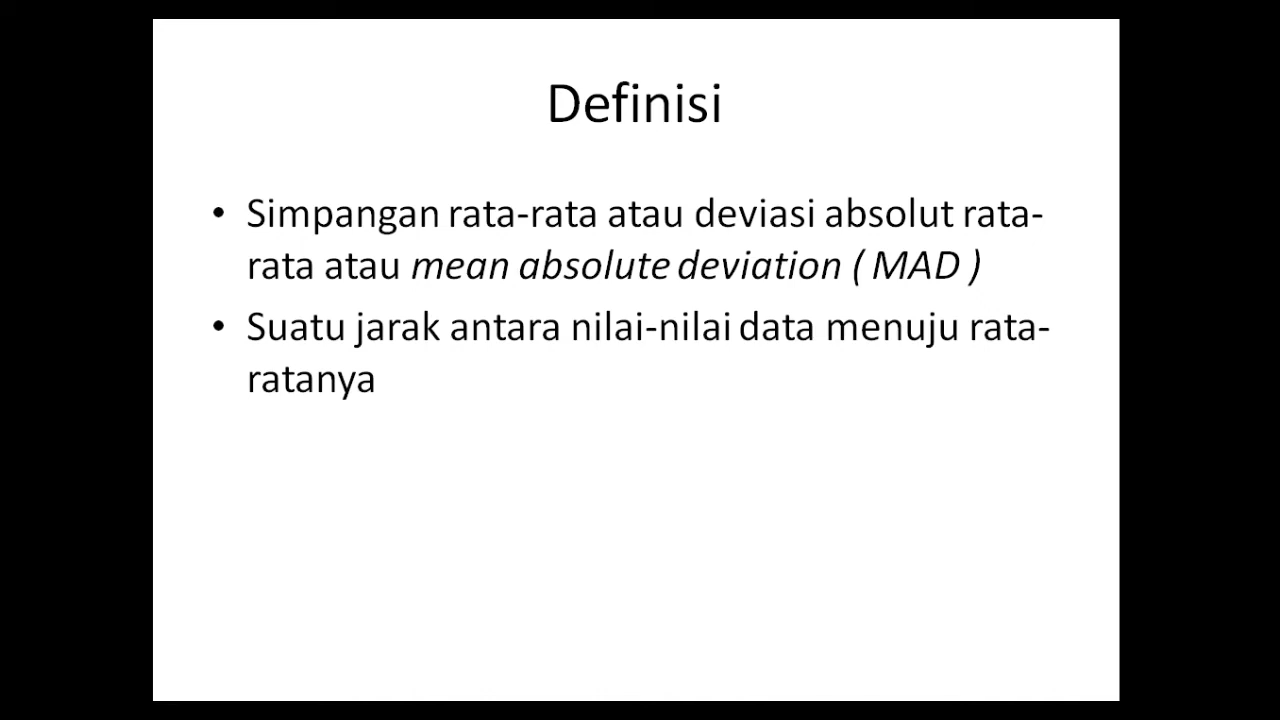 Definisi
• Simpangan rata-rata atau deviasi absolut rata-
rata atau mean absolute deviation ( MAD )
• Suatu jarak antara nilai-nilai data menuju rata-
ratanya